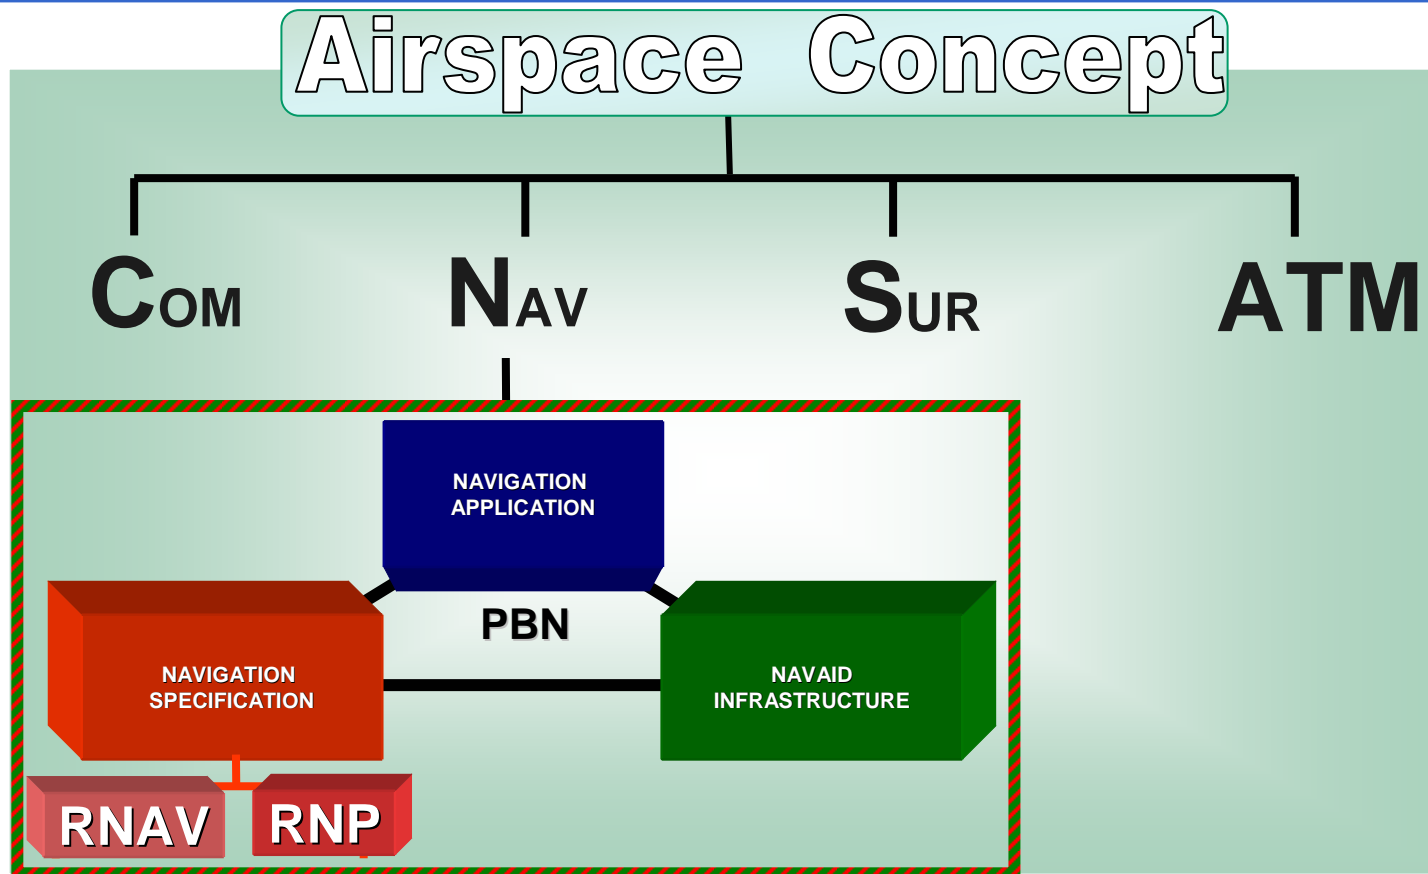 Airspace Concept
COM NAV SUR ATM
NAVIGATION
APPLICATION
PBN
NAVIGATION
SPECIFICATION
NAVAID
INFRASTRUCTURE
RNAV RNP